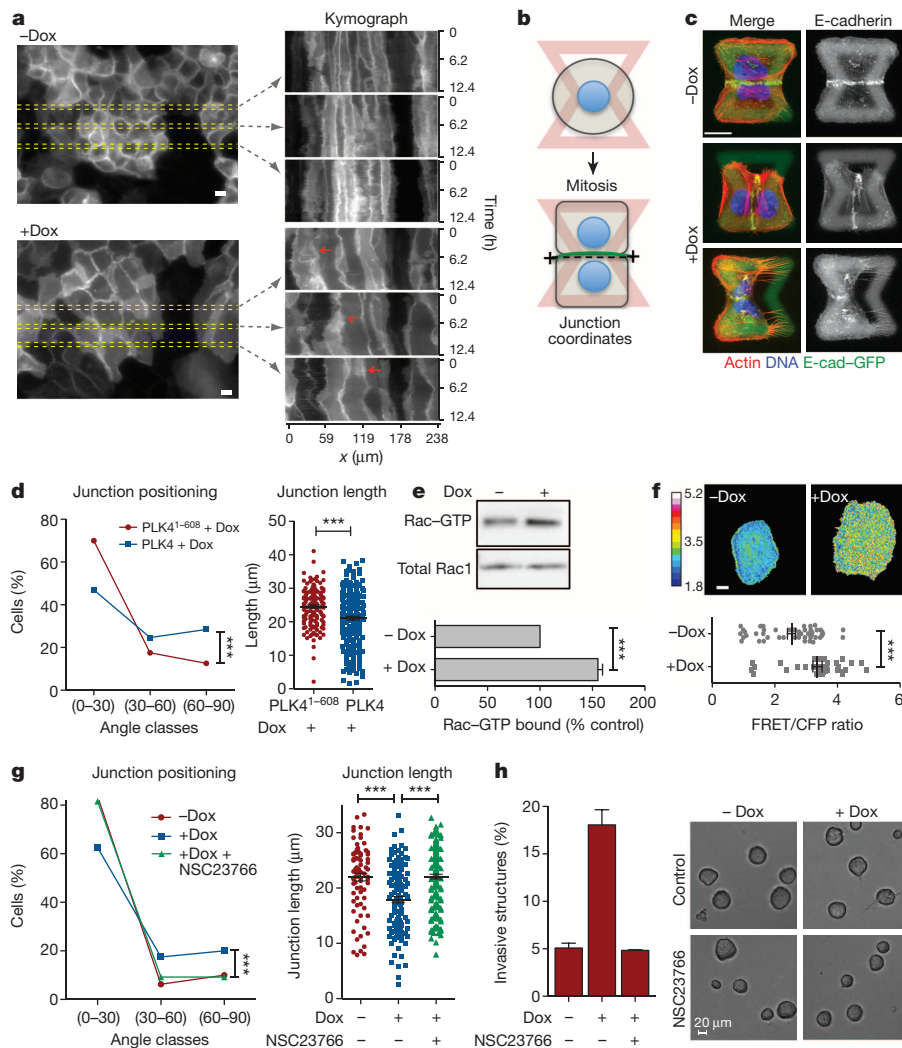 a
Kymograph
–Dox
0
6.2
12.4
0
6.2
12.4
0
6.2
12.4
+Dox
0
6.2
12.4
0
6.2
12.4
0
6.2
12.4
Time (h)
0 59 119 178 238
x (μm)
b
Mitosis
Junction
coordinates
c
Merge E-cadherin
–Dox
+Dox
Actin DNA E-cad–GFP
d
Junction positioning
PLK4¹⁻⁶⁰⁸ + Dox
PLK4 + Dox
***
Cells (%)
80
60
40
20
0
(0–30) (30–60) (60–90)
Angle classes
Junction length
***
Length (μm)
50
40
30
20
10
0
PLK4¹⁻⁶⁰⁸ PLK4
Dox + +
e
Dox – +
Rac–GTP
Total Rac1
– Dox
+ Dox
***
0 50 100 150 200
Rac–GTP bound (% control)
f
5.2
3.5
1.8
–Dox
+Dox
–Dox
+Dox
***
0 2 4 6
FRET/CFP ratio
g
Junction positioning
–Dox
+Dox
+Dox +
NSC23766
***
Cells (%)
80
60
40
20
0
(0–30) (30–60) (60–90)
Angle classes
Junction length
*** ***
Junction length (μm)
30
20
10
0
Dox – + +
NSC23766 – – +
h
Invasive structures (%)
20
15
10
5
0
Dox – + +
NSC23766 – – +
– Dox + Dox
Control
NSC23766
20 μm